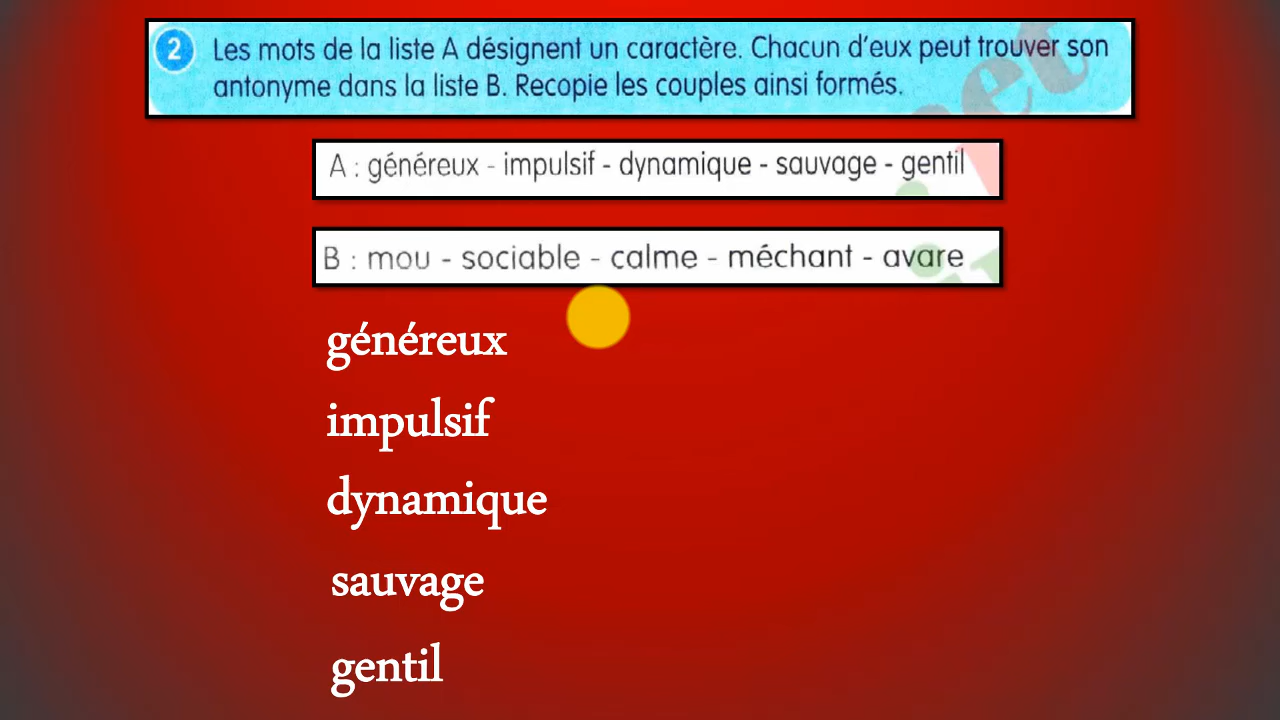 2 Les mots de la liste A désignent un caractère. Chacun d'eux peut trouver son
antonyme dans la liste B. Recopie les couples ainsi formés.
A : généreux - impulsif - dynamique - sauvage - gentil
B : mou - sociable - calme - méchant - avare
généreux
impulsif
dynamique
sauvage
gentil